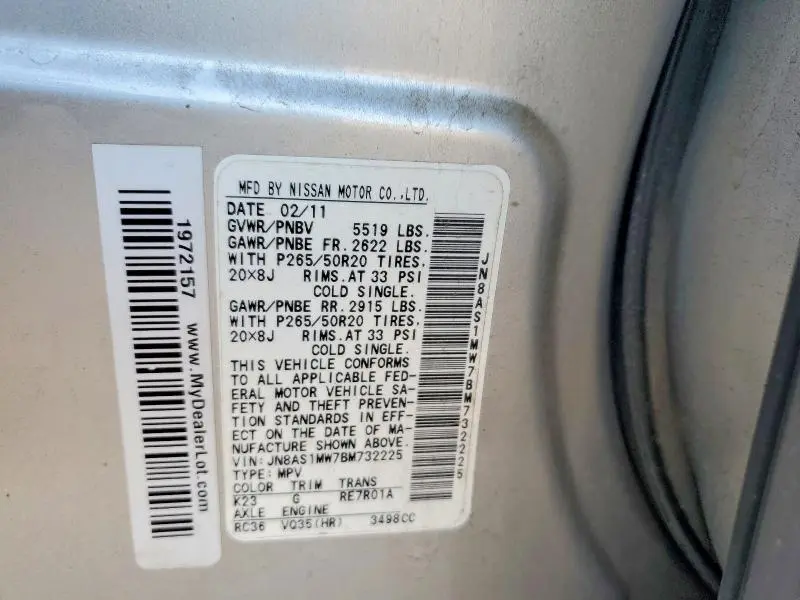 1972157 www.MyDealerLot.com
MFD BY NISSAN MOTOR CO.,LTD.
DATE 02/11
GVWR/PNBV 5519 LBS.
GAWR/PNBE FR. 2622 LBS.
WITH P265/50R20 TIRES,
20X8J RIMS.AT 33 PSI
COLD SINGLE.
GAWR/PNBE RR. 2915 LBS.
WITH P265/50R20 TIRES,
20X8J RIMS.AT 33 PSI
COLD SINGLE.
THIS VEHICLE CONFORMS
TO ALL APPLICABLE FED-
ERAL MOTOR VEHICLE SA-
FETY AND THEFT PREVEN-
TION STANDARDS IN EFF-
ECT ON THE DATE OF MA-
NUFACTURE SHOWN ABOVE.
VIN: JN8AS1MW7BM732225
TYPE: MPV
COLOR TRIM TRANS
K23 G RE7R01A
AXLE ENGINE
RC36 VQ35(HR) 3498CC
JN8AS1MW7BM732225